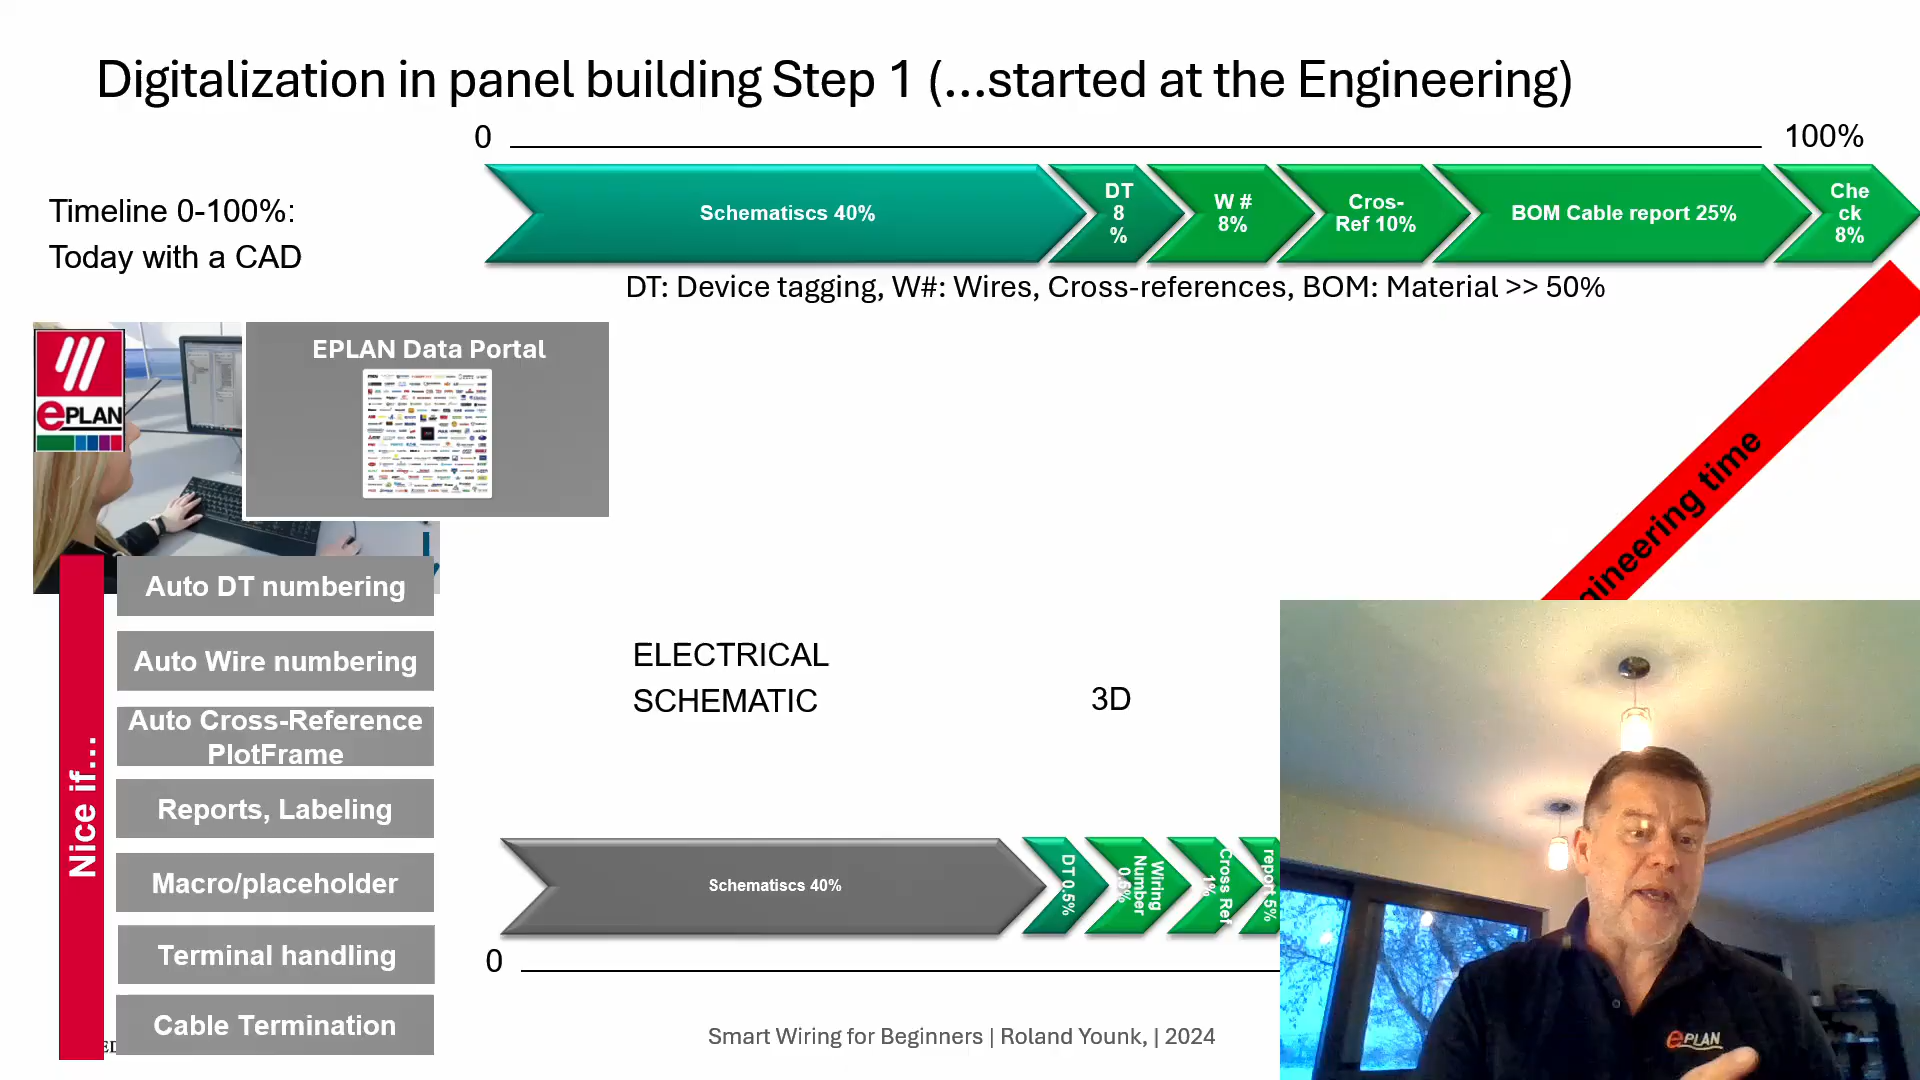 Digitalization in panel building Step 1 (...started at the Engineering)
0
100%
Timeline 0-100%:
Today with a CAD
Schematiscs 40%
DT
8
%
W #
8%
Cros-
Ref 10%
BOM Cable report 25%
Che
ck
8%
DT: Device tagging, W#: Wires, Cross-references, BOM: Material >> 50%
ePLAN
EPLAN Data Portal
gineering time
Nice if...
Auto DT numbering
Auto Wire numbering
Auto Cross-Reference
PlotFrame
Reports, Labeling
Macro/placeholder
Terminal handling
Cable Termination
ELECTRICAL
SCHEMATIC
3D
Schematiscs 40%
DT 0.5%
Wiring
Number
0.5%
Cross Ref
1%
report 5%
0
Smart Wiring for Beginners | Roland Younk, | 2024
ePLAN